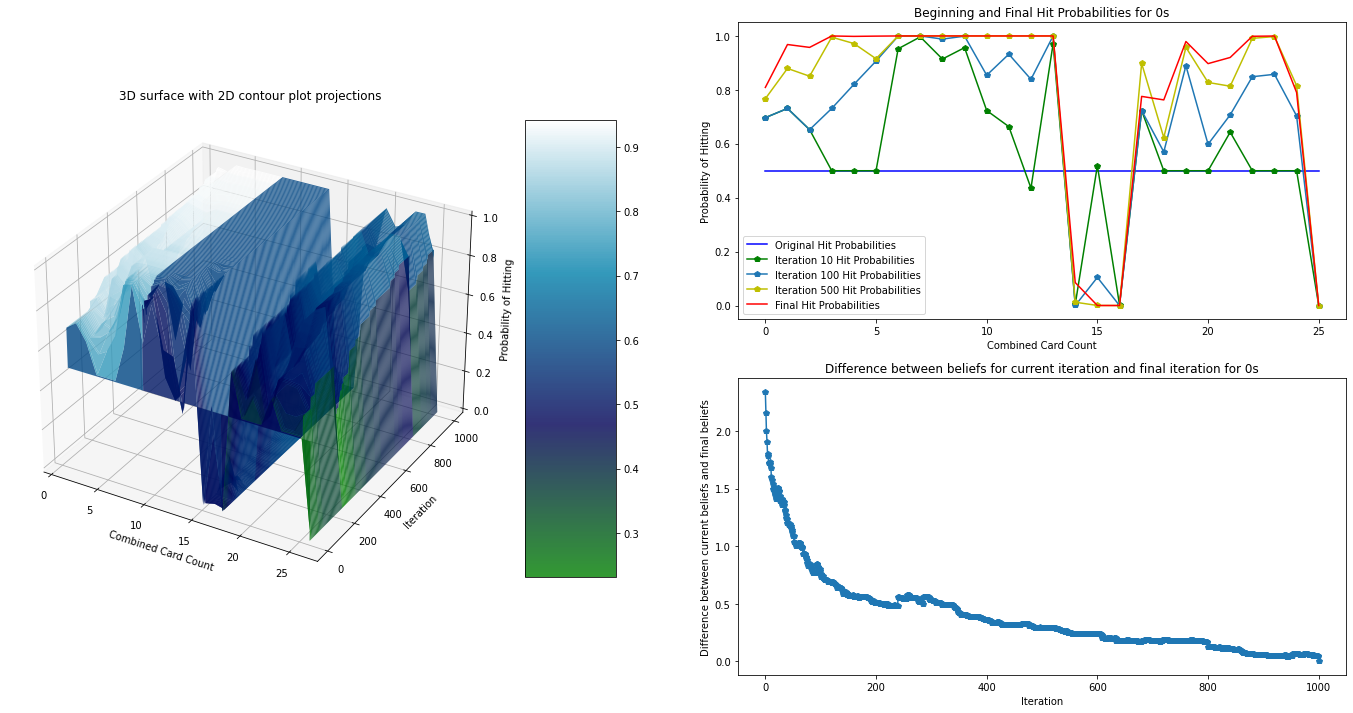 3D surface with 2D contour plot projections
1.0
0.8
0.6
0.4
0.2
0.0
Probability of Hitting
0
5
10
15
20
25
Combined Card Count
0
200
400
600
800
1000
Iteration
0.9
0.8
0.7
0.6
0.5
0.4
0.3
Beginning and Final Hit Probabilities for 0s
1.0
0.8
0.6
0.4
0.2
0.0
Probability of Hitting
Original Hit Probabilities
Iteration 10 Hit Probabilities
Iteration 100 Hit Probabilities
Iteration 500 Hit Probabilities
Final Hit Probabilities
0 5 10 15 20 25
Combined Card Count
Difference between beliefs for current iteration and final iteration for 0s
2.0
1.5
1.0
0.5
0.0
Difference between current beliefs and final beliefs
0 200 400 600 800 1000
Iteration